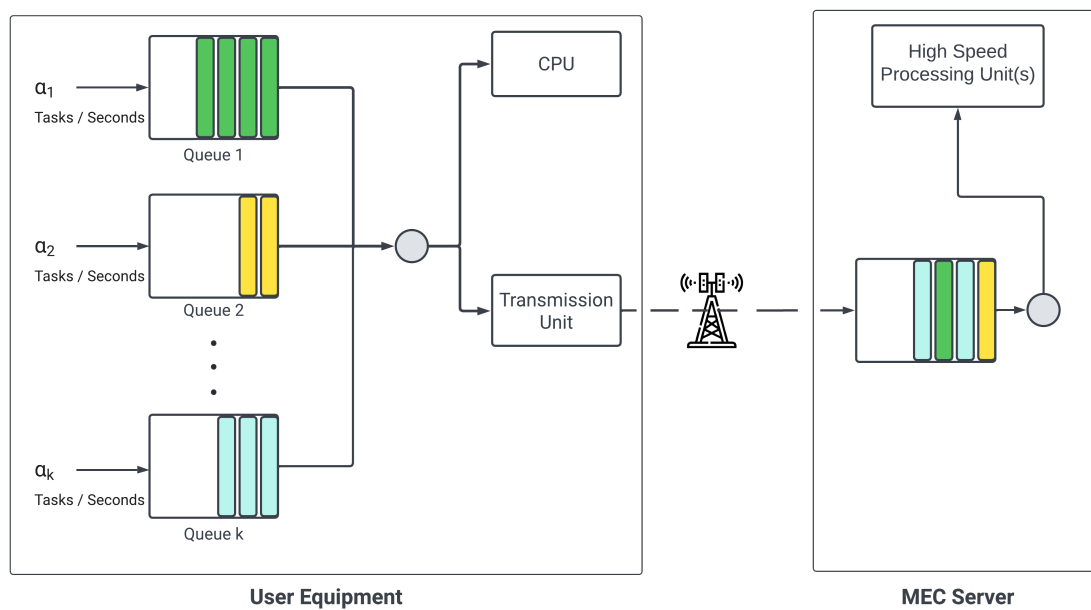 α1
Tasks / Seconds
Queue 1
α2
Tasks / Seconds
Queue 2
αk
Tasks / Seconds
Queue k
CPU
Transmission
Unit
User Equipment
High Speed
Processing Unit(s)
MEC Server